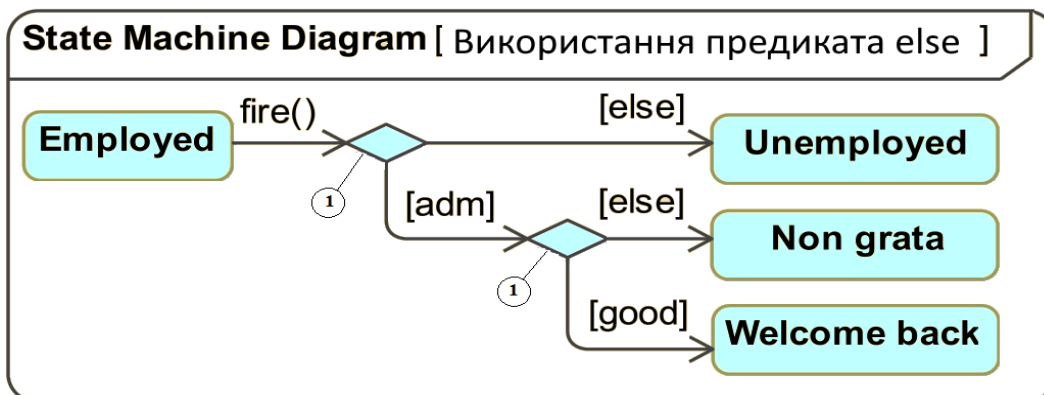 State Machine Diagram [ Використання предиката else ]
fire()
[else]
Employed
Unemployed
1
[adm]
[else]
Non grata
1
[good]
Welcome back